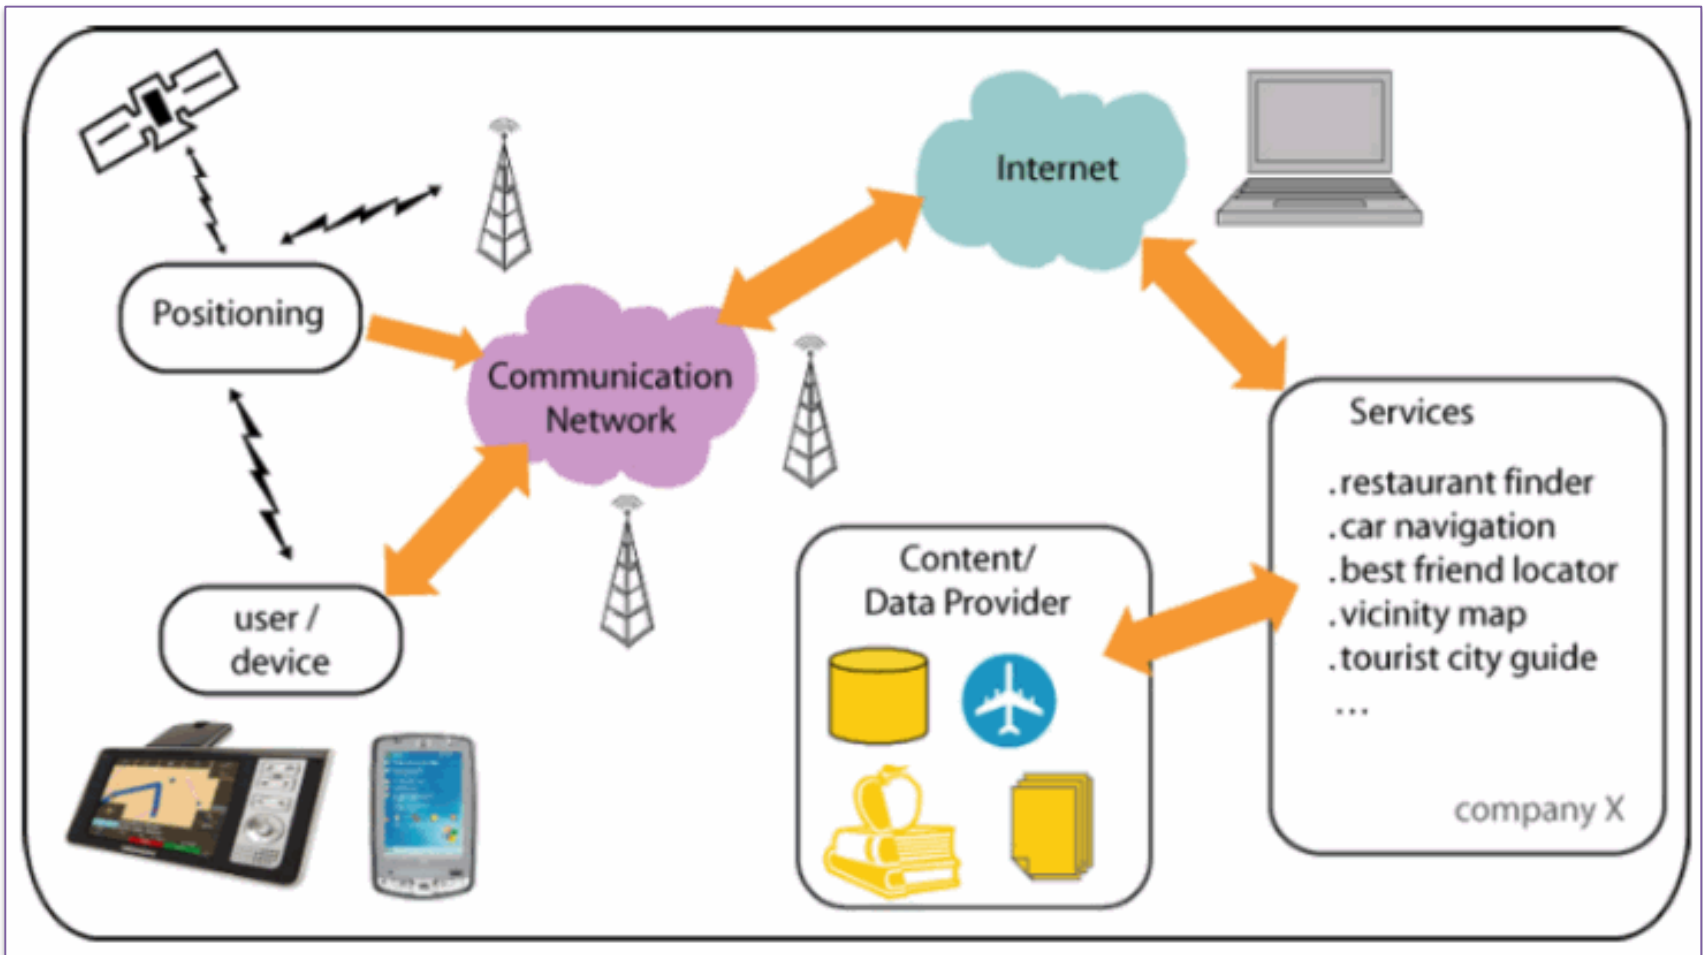 Internet
Positioning
Communication
Network
Services
.restaurant finder
.car navigation
.best friend locator
.vicinity map
.tourist city guide
...
company X
Content/
Data Provider
user /
device